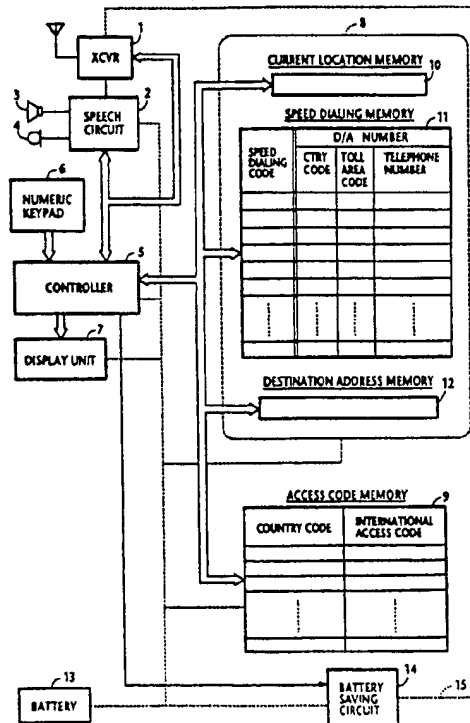 1
XCVR
2
SPEECH
CIRCUIT
3
4
6
NUMERIC
KEYPAD
5
CONTROLLER
7
DISPLAY UNIT
8
CURRENT LOCATION MEMORY
10
SPEED DIALING MEMORY
11
SPEED
DIALING
CODE
D/A NUMBER
CTRY
CODE
TOLL
AREA
CODE
TELEPHONE
NUMBER
DESTINATION ADDRESS MEMORY
12
ACCESS CODE MEMORY
9
COUNTRY CODE
INTERNATIONAL
ACCESS CODE
13
BATTERY
14
BATTERY
SAVING
CIRCUIT
15